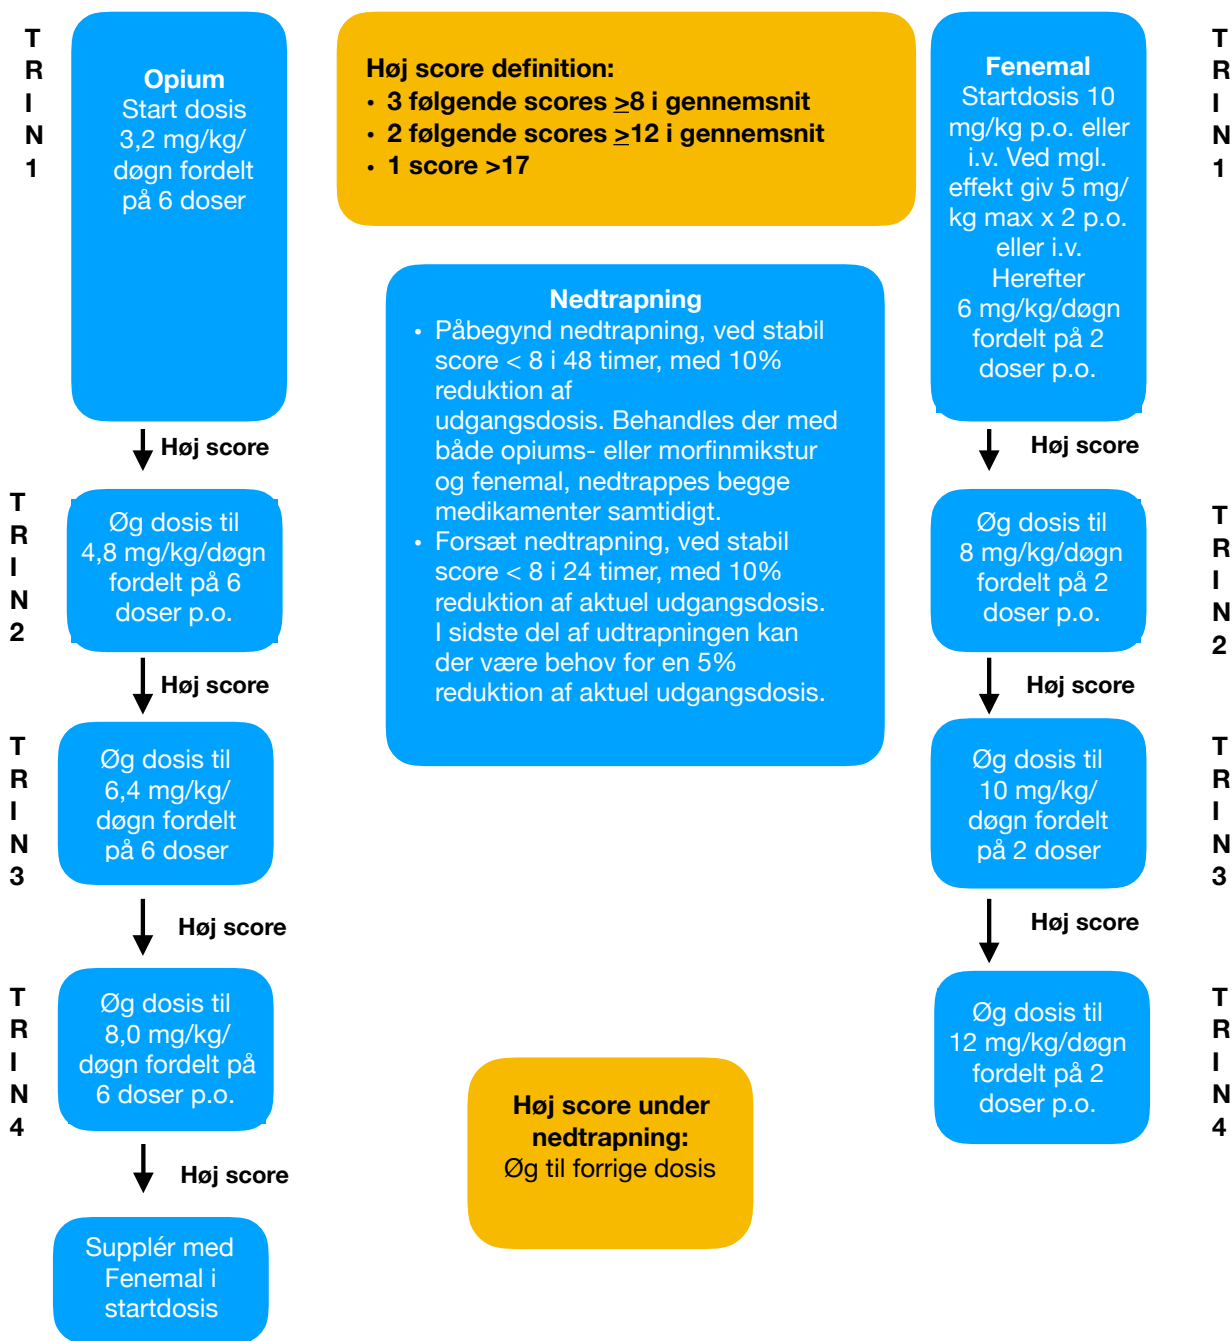 T
R
I
N
1
Opium
Start dosis
3,2 mg/kg/
døgn fordelt
på 6 doser
Høj score definition:
• 3 følgende scores ≥8 i gennemsnit
• 2 følgende scores ≥12 i gennemsnit
• 1 score >17
Fenemal
Startdosis 10
mg/kg p.o. eller
i.v. Ved mgl.
effekt giv 5 mg/
kg max x 2 p.o.
eller i.v.
Herefter
6 mg/kg/døgn
fordelt på 2
doser p.o.
T
R
I
N
1
Nedtrapning
• Påbegynd nedtrapning, ved stabil
score < 8 i 48 timer, med 10%
reduktion af
udgangsdosis. Behandles der med
både opiums- eller morfinmikstur
og fenemal, nedtrappes begge
medikamenter samtidigt.
• Forsæt nedtrapning, ved stabil
score < 8 i 24 timer, med 10%
reduktion af aktuel udgangsdosis.
I sidste del af udtrapningen kan
der være behov for en 5%
reduktion af aktuel udgangsdosis.
Høj score
Høj score
T
R
I
N
2
Øg dosis til
4,8 mg/kg/døgn
fordelt på 6
doser p.o.
Øg dosis til
8 mg/kg/døgn
fordelt på 2
doser p.o.
T
R
I
N
2
Høj score
Høj score
T
R
I
N
3
Øg dosis til
6,4 mg/kg/
døgn fordelt
på 6 doser
Øg dosis til
10 mg/kg/
døgn fordelt
på 2 doser
T
R
I
N
3
Høj score
Høj score
T
R
I
N
4
Øg dosis til
8,0 mg/kg/
døgn fordelt på
6 doser p.o.
Øg dosis til
12 mg/kg/døgn
fordelt på 2
doser p.o.
T
R
I
N
4
Høj score under
nedtrapning:
Øg til forrige dosis
Høj score
Supplér med
Fenemal i
startdosis